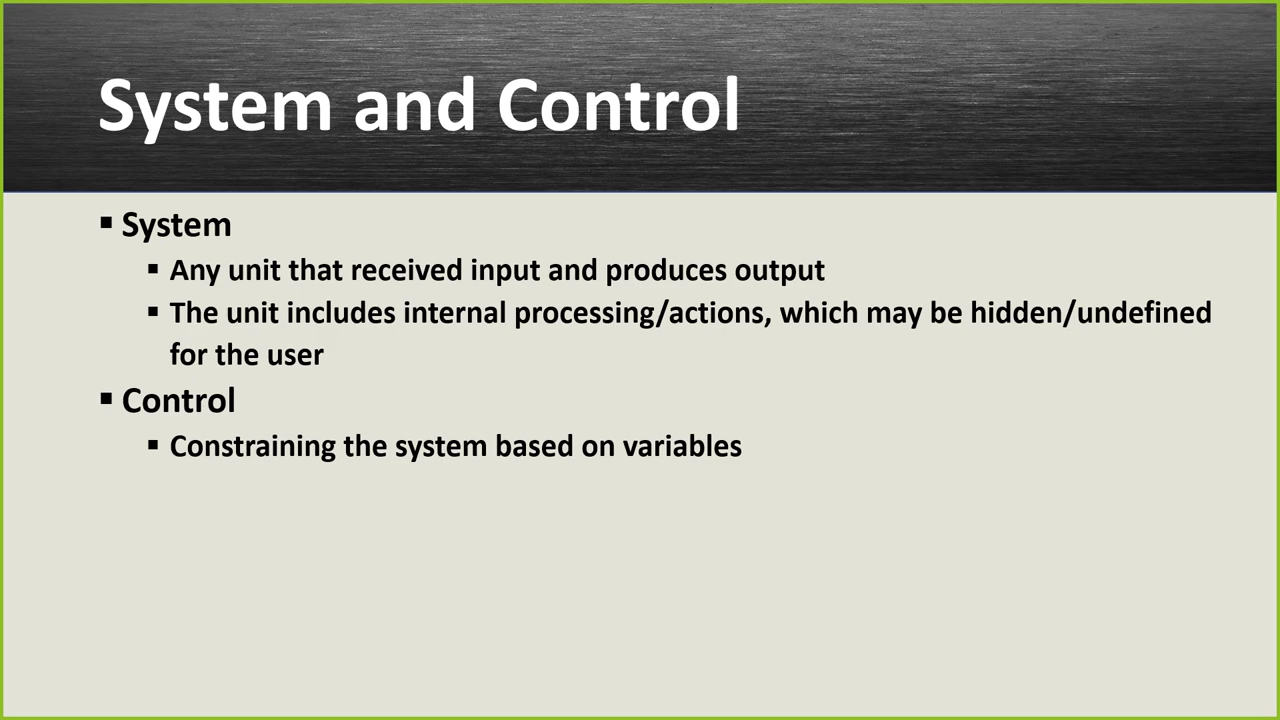 System and Control
▪ System
▪ Any unit that received input and produces output
▪ The unit includes internal processing/actions, which may be hidden/undefined
for the user
▪ Control
▪ Constraining the system based on variables